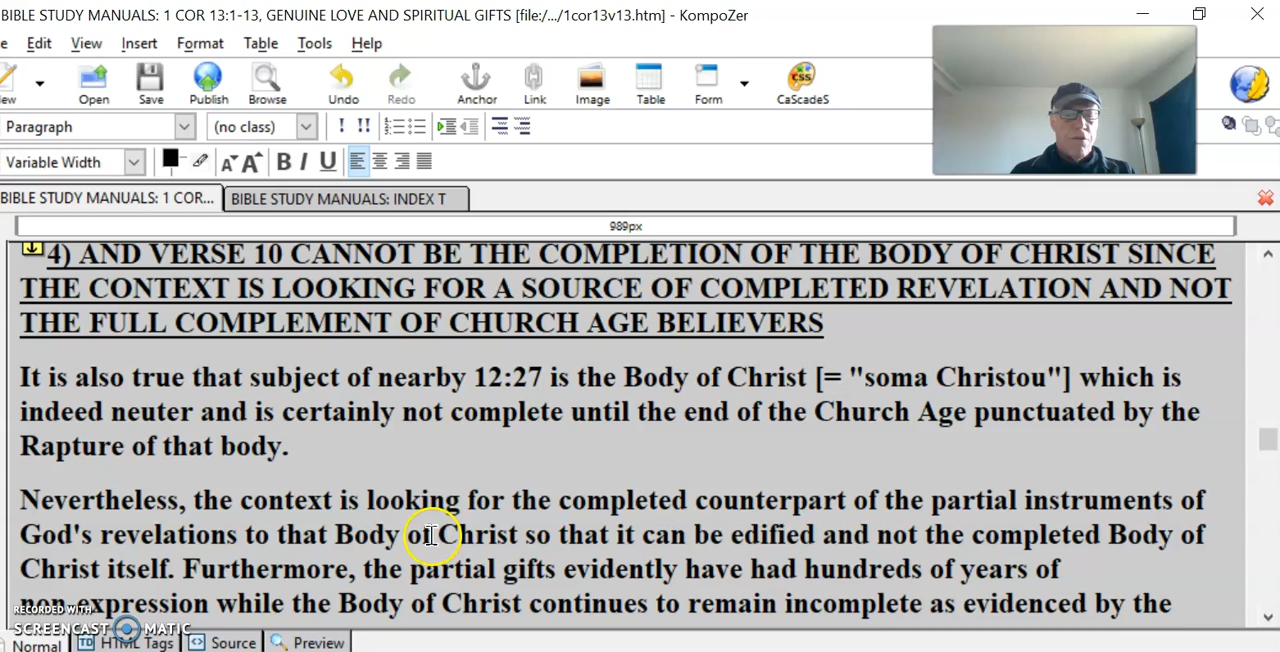 BIBLE STUDY MANUALS: 1 COR 13:1-13, GENUINE LOVE AND SPIRITUAL GIFTS [file:/.../1cor13v13.htm] - KompoZer
e Edit View Insert Format Table Tools Help
ew Open Save Publish Browse Undo Redo Anchor Link Image Table Form CaScadeS
Paragraph (no class) ! !!
Variable Width A A B I U
BIBLE STUDY MANUALS: 1 COR... BIBLE STUDY MANUALS: INDEX T
989px
4) AND VERSE 10 CANNOT BE THE COMPLETION OF THE BODY OF CHRIST SINCE
THE CONTEXT IS LOOKING FOR A SOURCE OF COMPLETED REVELATION AND NOT
THE FULL COMPLEMENT OF CHURCH AGE BELIEVERS
It is also true that subject of nearby 12:27 is the Body of Christ [= "soma Christou"] which is
indeed neuter and is certainly not complete until the end of the Church Age punctuated by the
Rapture of that body.
Nevertheless, the context is looking for the completed counterpart of the partial instruments of
God's revelations to that Body of Christ so that it can be edified and not the completed Body of
Christ itself. Furthermore, the partial gifts evidently have had hundreds of years of
non-expression while the Body of Christ continues to remain incomplete as evidenced by the
RECORDED WITH
SCREENCAST MATIC
Normal TD HTML Tags <> Source Preview